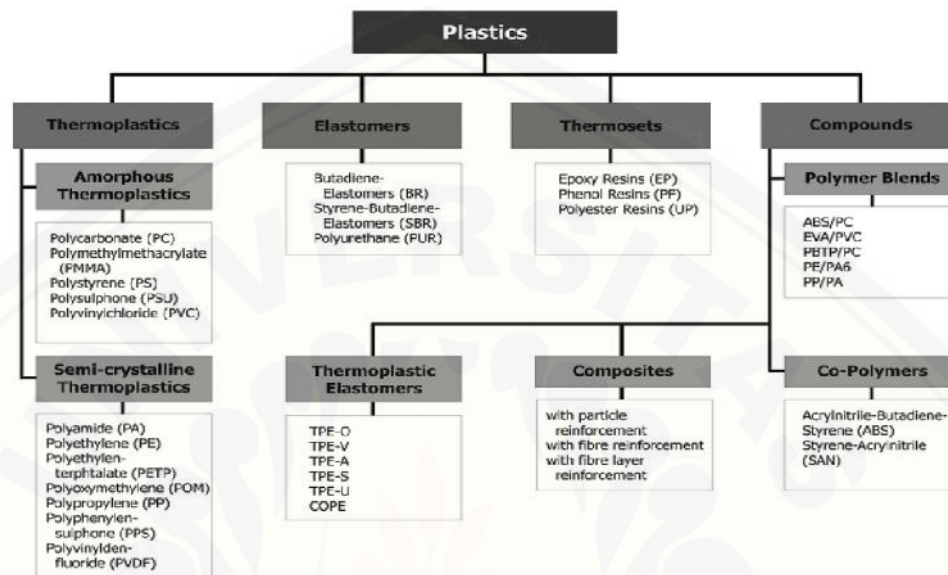 Plastics
Thermoplastics
Elastomers
Thermosets
Compounds
Amorphous
Thermoplastics
Polycarbonate (PC)
Polymethylmethacrylate
(PMMA)
Polystyrene (PS)
Polysulphone (PSU)
Polyvinylchloride (PVC)
Semi-crystalline
Thermoplastics
Polyamide (PA)
Polyethylene (PE)
Polyethylen-
terphtalate (PETP)
Polyoxymethylene (POM)
Polypropylene (PP)
Polyphenylen-
sulphone (PPS)
Polyvinylden-
fluoride (PVDF)
Butadiene-
Elastomers (BR)
Styrene-Butadiene-
Elastomers (SBR)
Polyurethane (PUR)
Epoxy Resins (EP)
Phenol Resins (PF)
Polyester Resins (UP)
Polymer Blends
ABS/PC
EVA/PVC
PBTP/PC
PE/PA6
PP/PA
Thermoplastic
Elastomers
TPE-O
TPE-V
TPE-A
TPE-S
TPE-U
COPE
Composites
with particle
reinforcement
with fibre reinforcement
with fibre layer
reinforcement
Co-Polymers
Acrylnitrile-Butadiene-
Styrene (ABS)
Styrene-Acrylnitrile
(SAN)
UNIVERSITAS